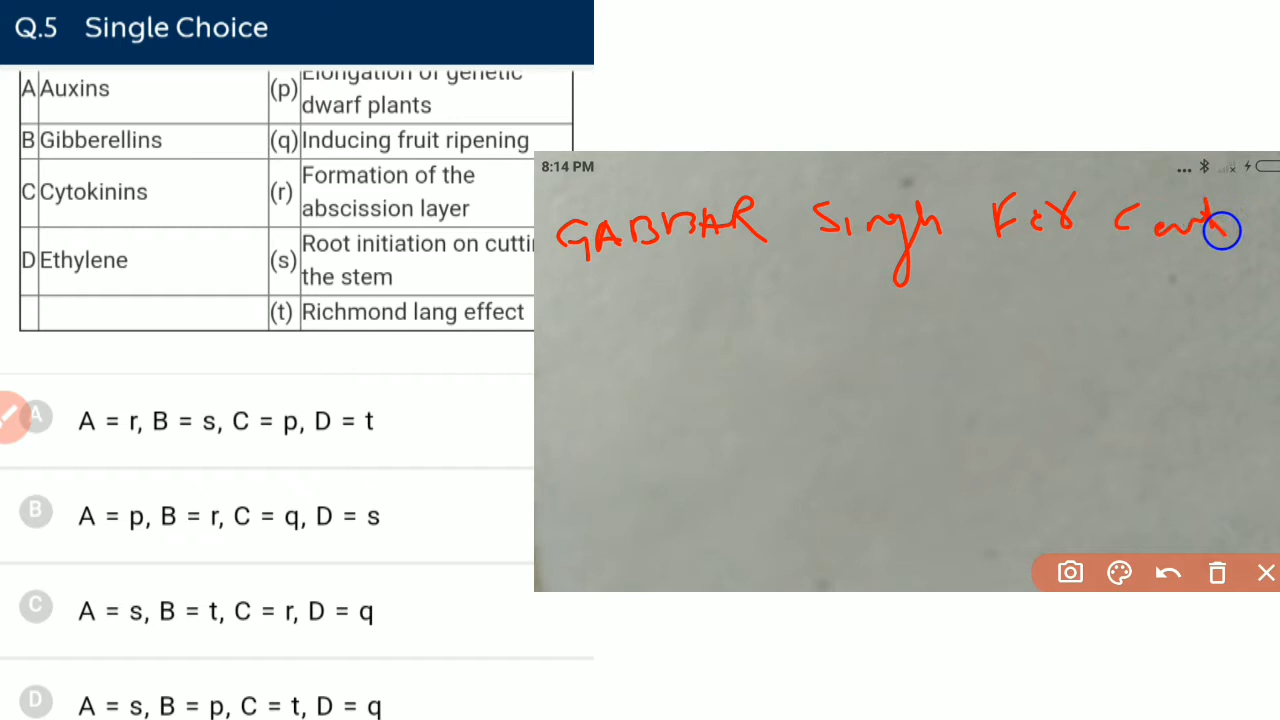 Q.5 Single Choice
A Auxins (p) Elongation of genetic dwarf plants
B Gibberellins (q) Inducing fruit ripening
C Cytokinins (r) Formation of the abscission layer
D Ethylene (s) Root initiation on cutti the stem
(t) Richmond lang effect
A A = r, B = s, C = p, D = t
B A = p, B = r, C = q, D = s
C A = s, B = t, C = r, D = q
D A = s, B = p, C = t, D = q
8:14 PM
GABBAR Singh